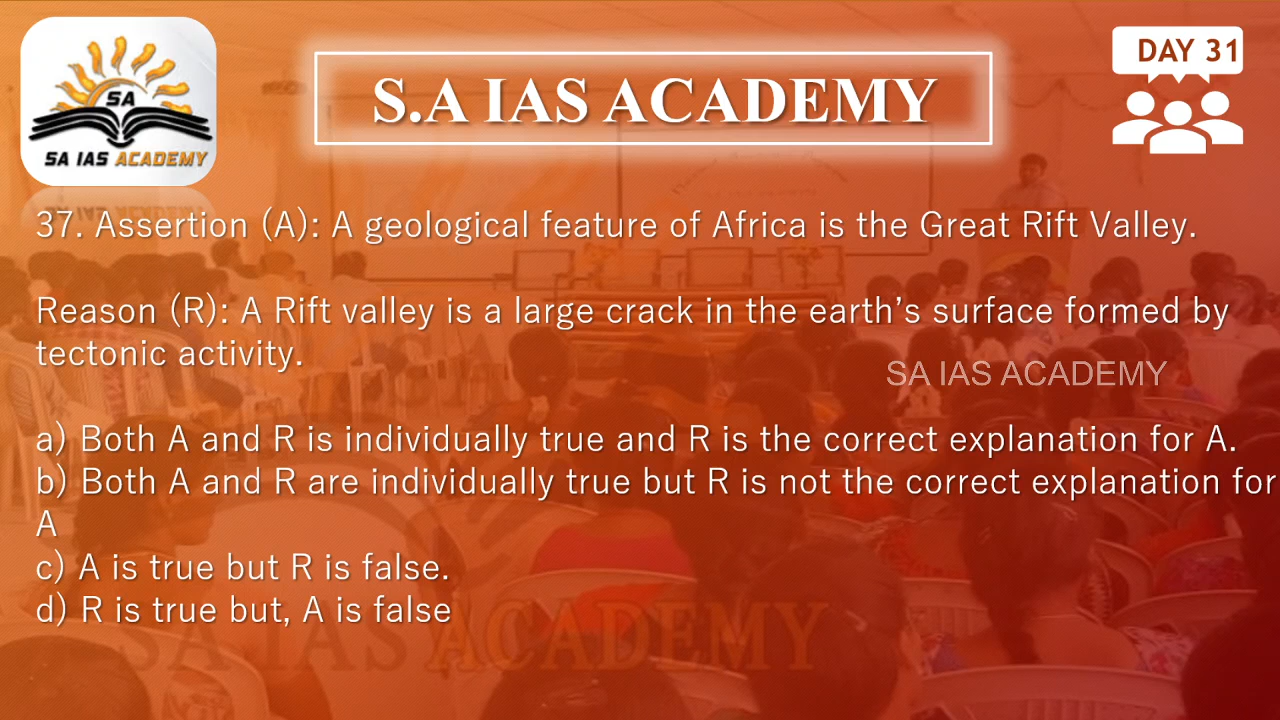 SA
SA IAS ACADEMY
S.A IAS ACADEMY
DAY 31
37. Assertion (A): A geological feature of Africa is the Great Rift Valley.
Reason (R): A Rift valley is a large crack in the earth’s surface formed by
tectonic activity.
SA IAS ACADEMY
a) Both A and R is individually true and R is the correct explanation for A.
b) Both A and R are individually true but R is not the correct explanation for
A
c) A is true but R is false.
d) R is true but, A is false
SA IAS ACADEMY